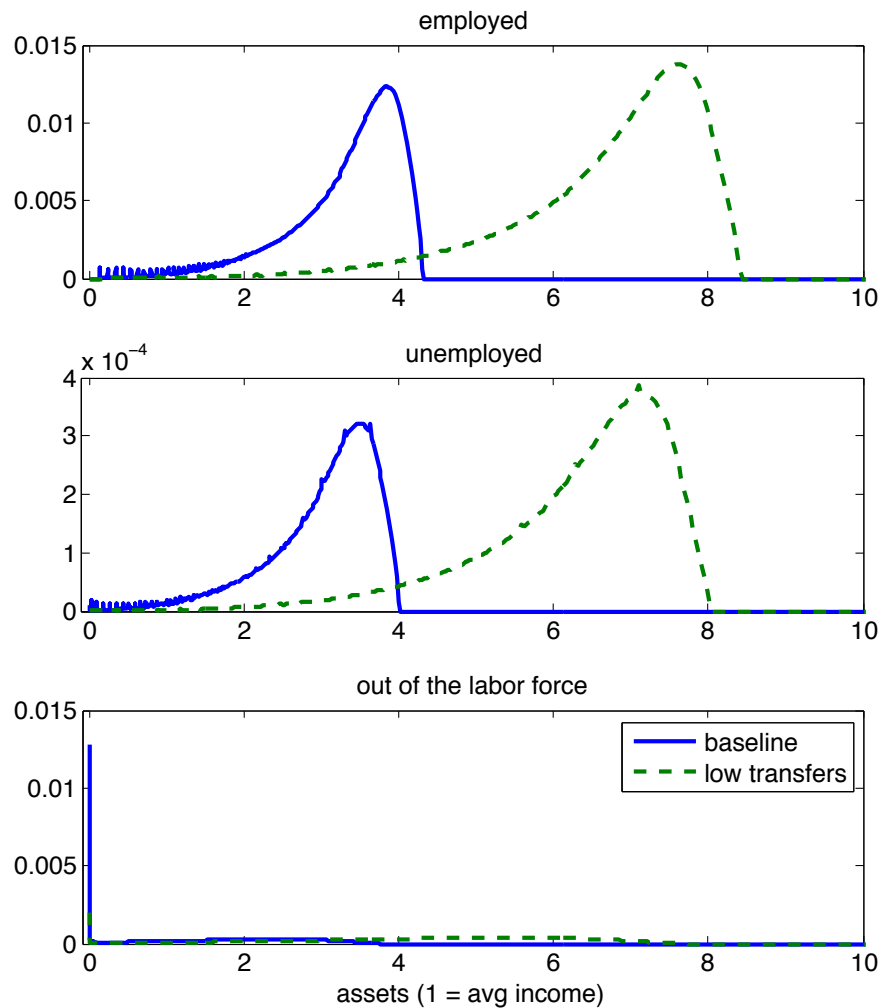 employed
0.015
0.01
0.005
0
0 2 4 6 8 10
unemployed
x 10⁻⁴
4
3
2
1
0
0 2 4 6 8 10
out of the labor force
0.015
0.01
0.005
0
baseline
low transfers
0 2 4 6 8 10
assets (1 = avg income)